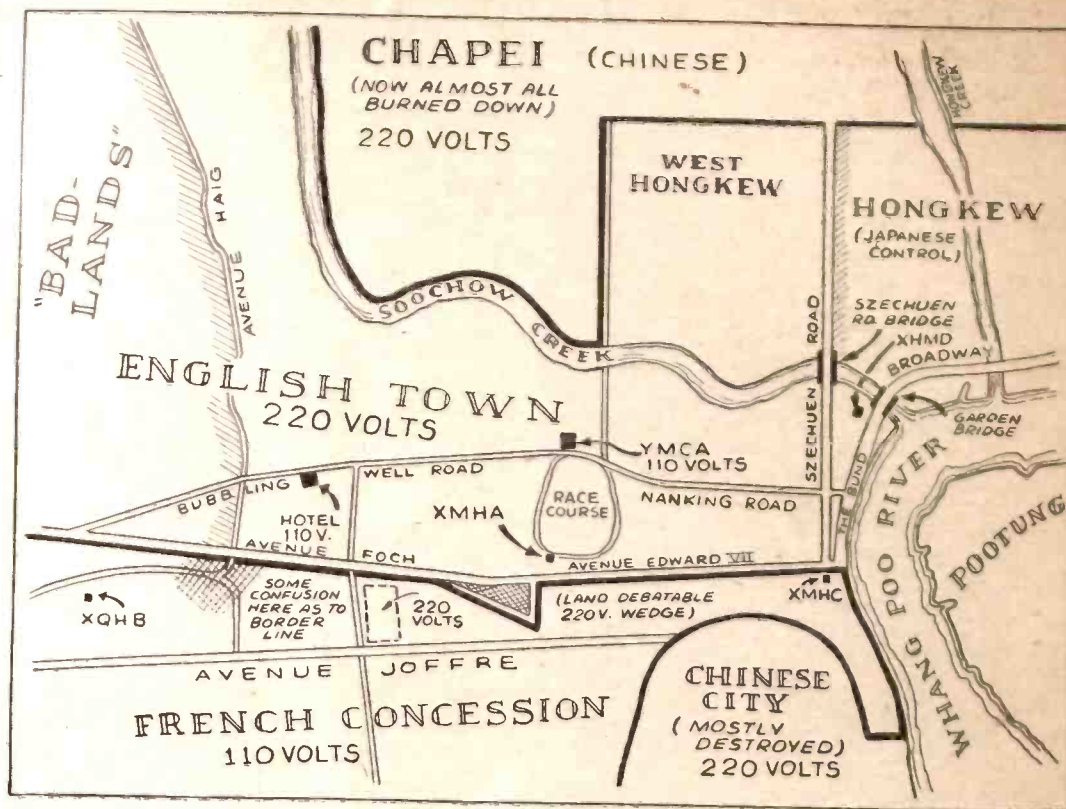 CHAPEI (CHINESE)
(NOW ALMOST ALL
BURNED DOWN)
220 VOLTS
HONGKEW
CREEK
WEST
HONGKEW
HONGKEW
(JAPANESE
CONTROL)
"BAD-
LANDS"
AVENUE HAIG
SOOCHOW
CREEK
SZECHUEN ROAD
SZECHUEN
RD. BRIDGE
XHMD
BROADWAY
GARDEN
BRIDGE
ENGLISH TOWN
220 VOLTS
YMCA
110 VOLTS
BUBBLING WELL ROAD
NANKING ROAD
THE BUND
HOTEL
110 V.
XMHA
RACE
COURSE
AVENUE FOCH
AVENUE EDWARD VII
WHANG POO RIVER
POOTUNG
XQHB
SOME
CONFUSION
HERE AS TO
BORDER
LINE
220
VOLTS
(LAND DEBATABLE
220V. WEDGE)
XMHC
AVENUE JOFFRE
FRENCH CONCESSION
110 VOLTS
CHINESE
CITY
(MOSTLY
DESTROYED)
220 VOLTS